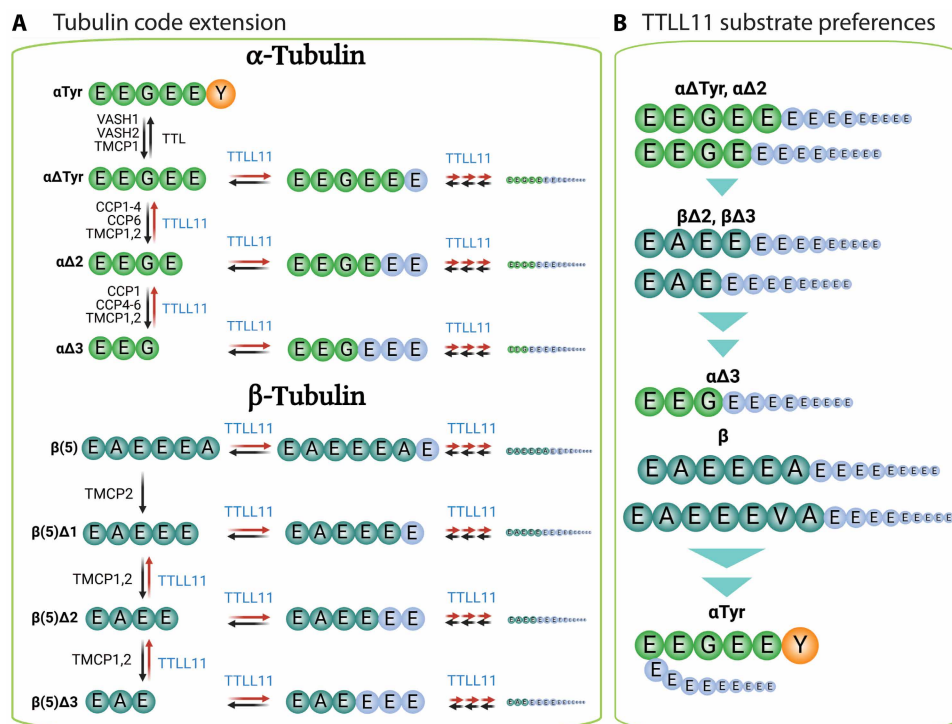 A Tubulin code extension
α-Tubulin
αTyr E E G E E Y
VASH1
VASH2
TMCP1
TTL
αΔTyr E E G E E TTLL11 E E G E E E TTLL11 E E G E E E E E E E E E
CCP1-4
CCP6
TMCP1,2
TTLL11
αΔ2 E E G E TTLL11 E E G E E E TTLL11 E E G E E E E E E E E E
CCP1
CCP4-6
TMCP1,2
TTLL11
αΔ3 E E G TTLL11 E E G E E E TTLL11 E E G E E E E E E E E E
β-Tubulin
β(5) E A E E E A TTLL11 E A E E E A E TTLL11 E A E E E A E E E E E E E E
TMCP2
β(5)Δ1 E A E E E TTLL11 E A E E E E TTLL11 E A E E E E E E E E E E
TMCP1,2
TTLL11
β(5)Δ2 E A E E TTLL11 E A E E E E TTLL11 E A E E E E E E E E E E
TMCP1,2
TTLL11
β(5)Δ3 E A E TTLL11 E A E E E E TTLL11 E A E E E E E E E E E
B TTLL11 substrate preferences
αΔTyr, αΔ2
E E G E E E E E E E E E E E
E E G E E E E E E E E E E
βΔ2, βΔ3
E A E E E E E E E E E E E
E A E E E E E E E E E E
αΔ3
E E G E E E E E E E E E
β
E A E E E A E E E E E E E E E
E A E E E V A E E E E E E E E E
αTyr
E E G E E Y
E
E
E E E E E E E E